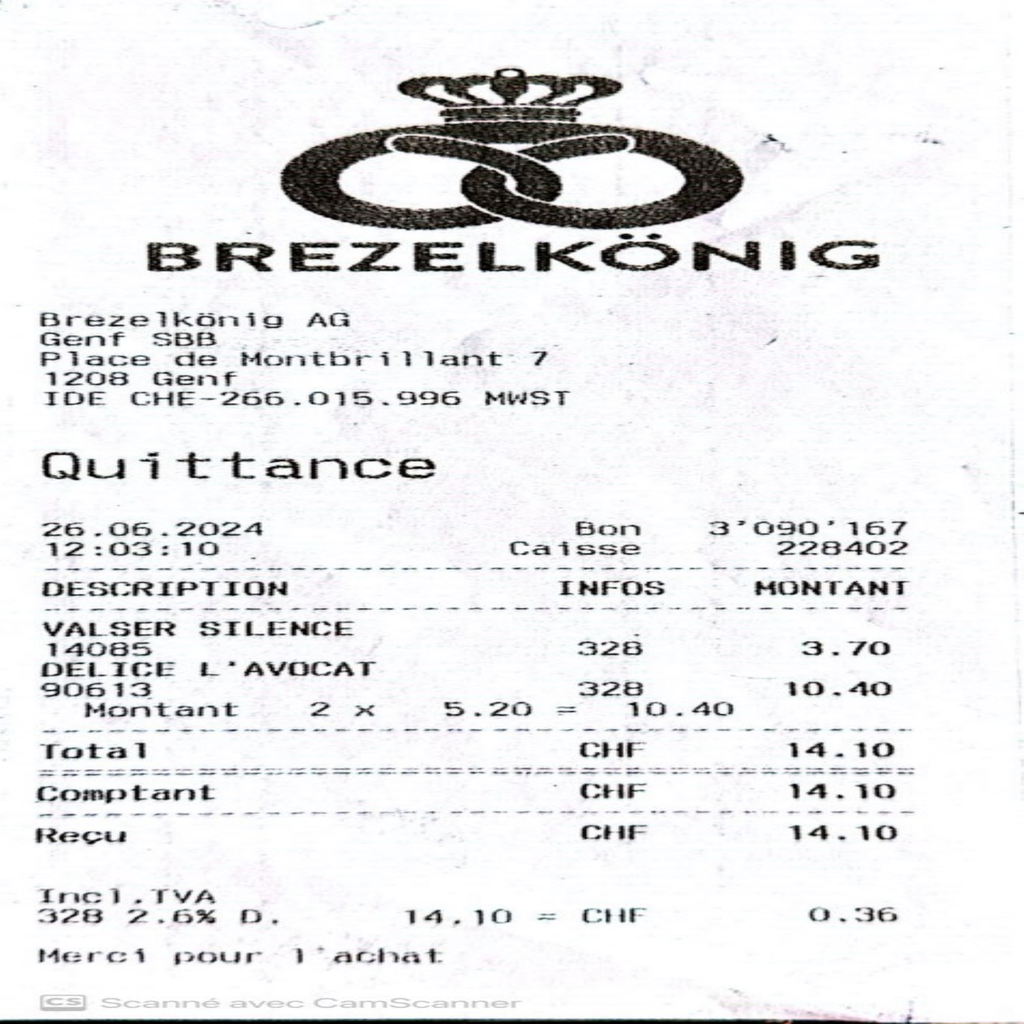 BREZELKÖNIG
Brezelkönig AG
Genf SBB
Place de Montbrillant 7
1208 Genf
IDE CHE-266.015.996 MWST
Quittance
26.06.2024 Bon 3'090'167
12:03:10 Caisse 228402
DESCRIPTION INFOS MONTANT
VALSER SILENCE
14085 328 3.70
DELICE L'AVOCAT
90613 328 10.40
Montant 2 x 5.20 = 10.40
Total CHF 14.10
Comptant CHF 14.10
Reçu CHF 14.10
Incl.TVA
328 2.6% D. 14.10 = CHF 0.36
Merci pour l'achat
CS Scanné avec CamScanner